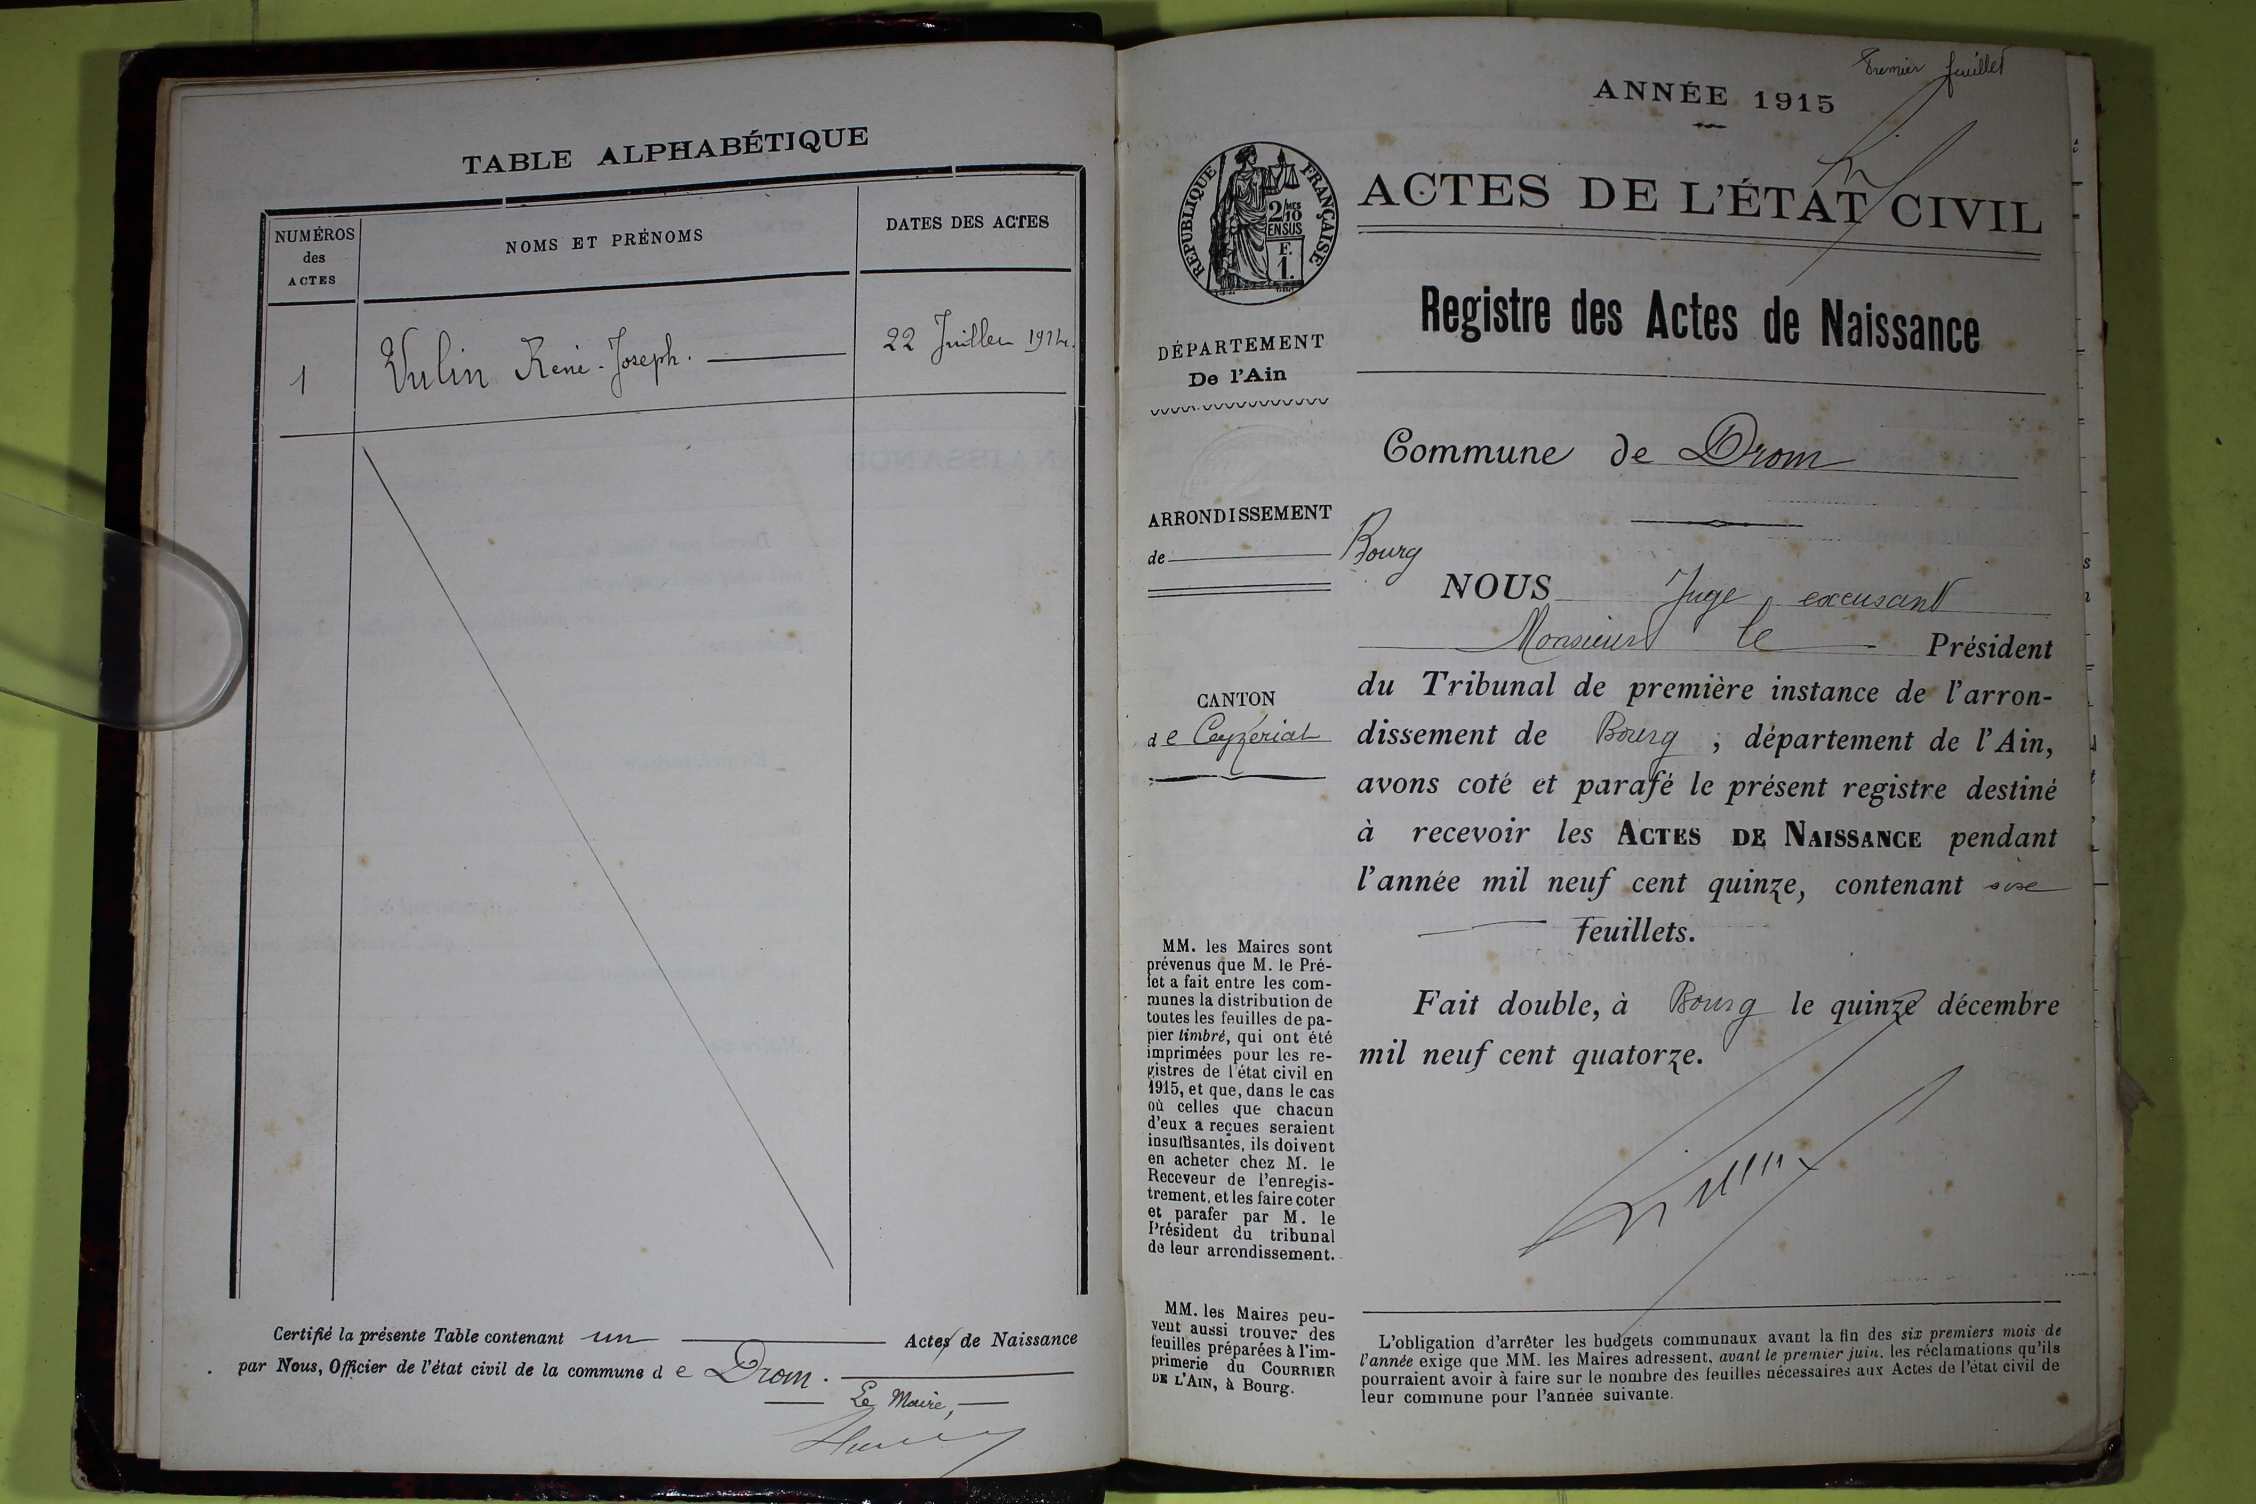 TABLE ALPHABÉTIQUE
NUMÉROS
des
ACTES
NOMS ET PRÉNOMS
DATES DES ACTES
1
Vulin René-Joseph.
22 Juillet 1914.
Certifié la présente Table contenant un Actes de Naissance
par Nous, Officier de l'état civil de la commune de Drom.
Le Maire,
Premier feuillet
ANNÉE 1915
ACTES DE L'ÉTAT CIVIL
RÉPUBLIQUE FRANÇAISE
2/10
MES
EN SUS
F.
1.
Registre des Actes de Naissance
DÉPARTEMENT
De l'Ain
Commune de Drom
ARRONDISSEMENT
de Bourg
CANTON
de Ceyzeriat
NOUS Juge excusant
Monsieur le Président
du Tribunal de première instance de l'arron-
dissement de Bourg ; département de l'Ain,
avons coté et parafé le présent registre destiné
à recevoir les ACTES DE NAISSANCE pendant
l'année mil neuf cent quinze, contenant six
feuillets.
Fait double, à Bourg le quinze décembre
mil neuf cent quatorze.
MM. les Maires sont
prévenus que M. le Pré-
fet a fait entre les com-
munes la distribution de
toutes les feuilles de pa-
pier timbré, qui ont été
imprimées pour les re-
gistres de l'état civil en
1915, et que, dans le cas
où celles que chacun
d'eux a reçues seraient
insuffisantes, ils doivent
en acheter chez M. le
Receveur de l'enregis-
trement, et les faire coter
et parafer par M. le
Président du tribunal
de leur arrondissement.
MM. les Maires peu-
vent aussi trouver des
feuilles préparées à l'im-
primerie du COURRIER
DE L'AIN, à Bourg.
L'obligation d'arrêter les budgets communaux avant la fin des six premiers mois de
l'année exige que MM. les Maires adressent, avant le premier juin, les réclamations qu'ils
pourraient avoir à faire sur le nombre des feuilles nécessaires aux Actes de l'état civil de
leur commune pour l'année suivante.